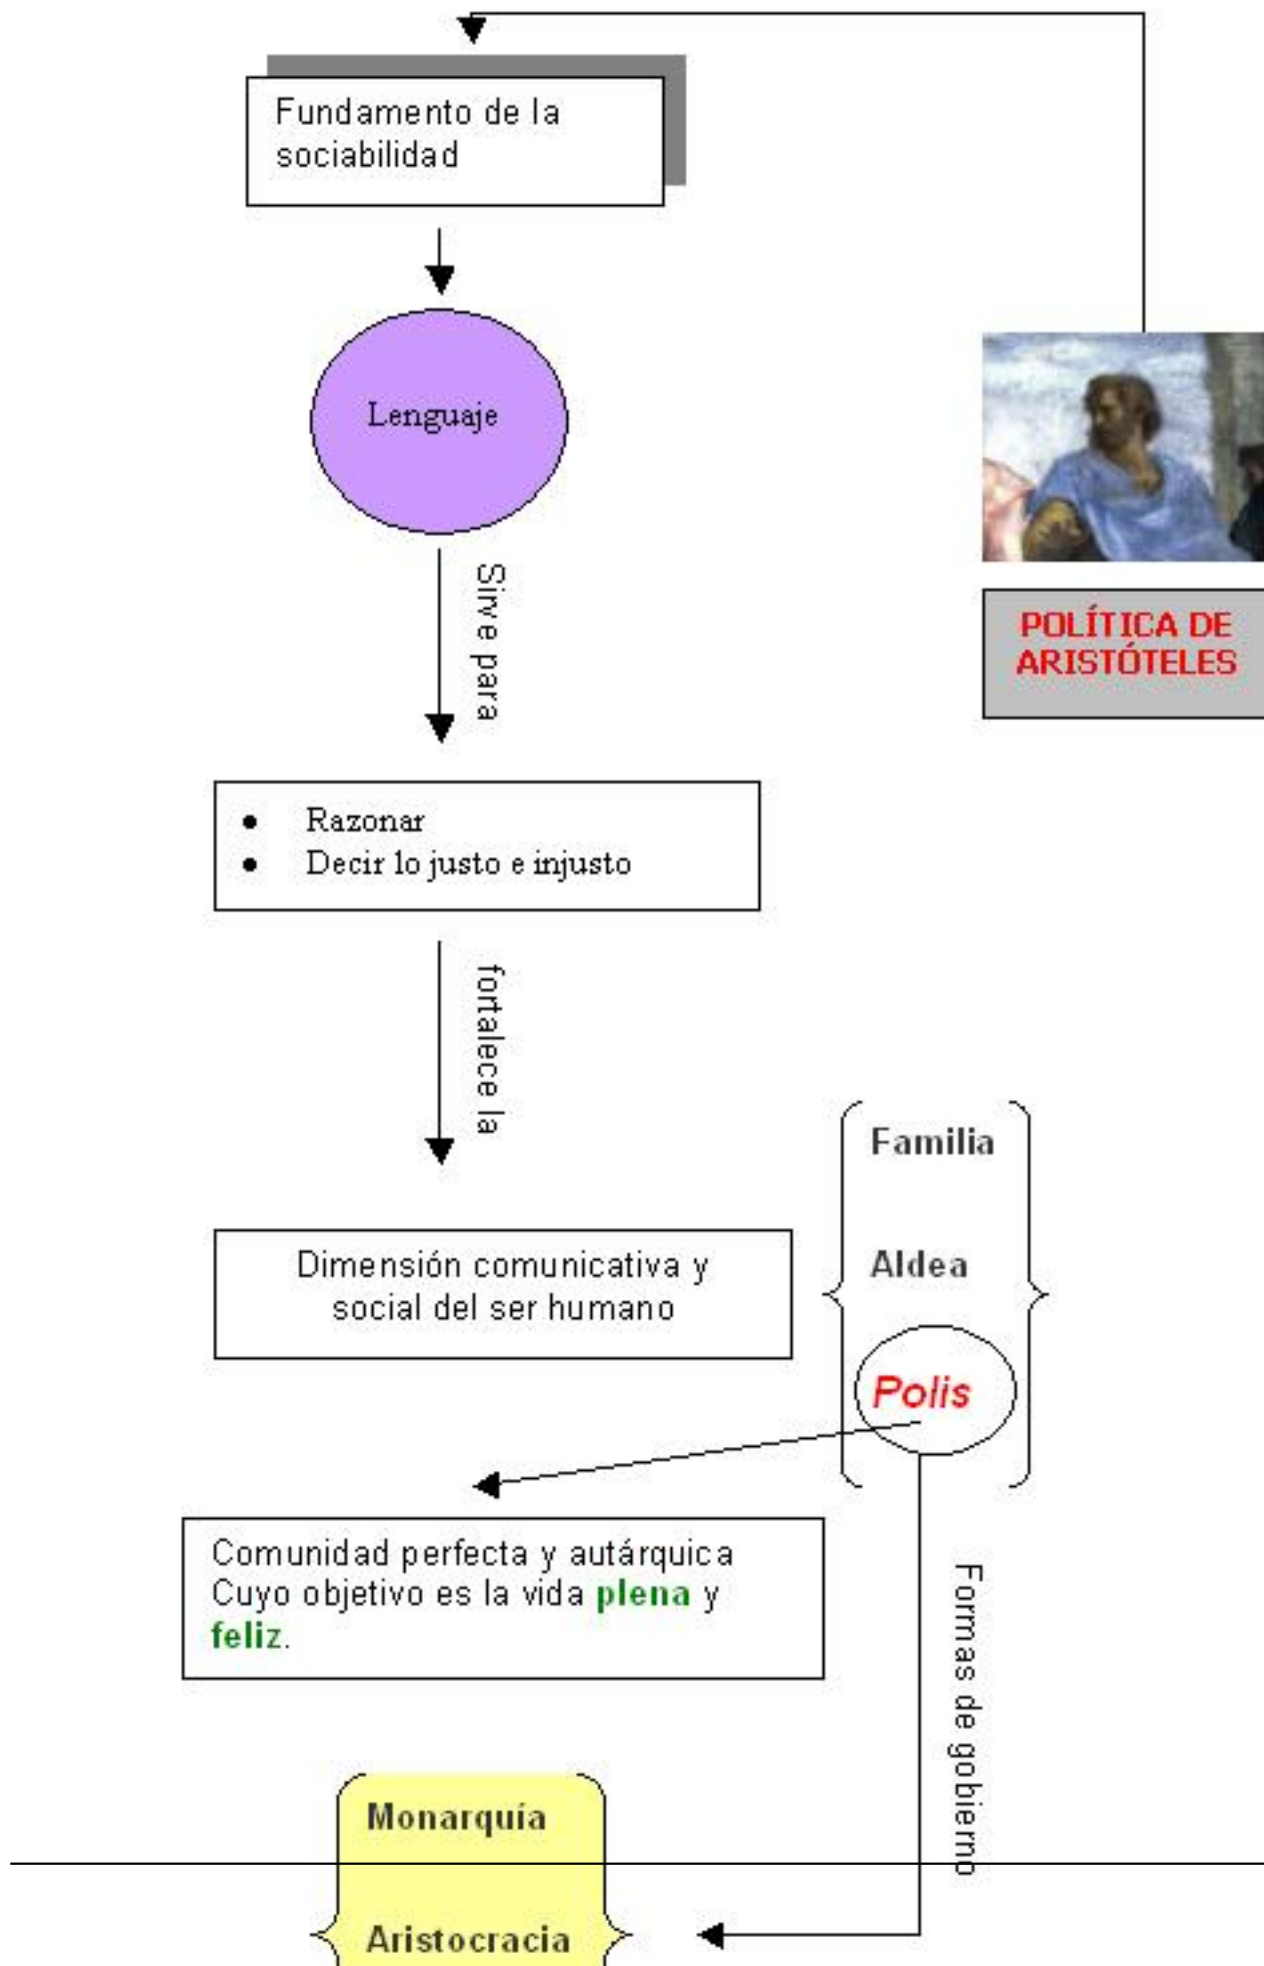 Fundamento de la
sociabilidad
Lenguaje
POLÍTICA DE
ARISTÓTELES
Sirve para
• Razonar
• Decir lo justo e injusto
fortalece la
Familia
Dimensión comunicativa y
social del ser humano
Aldea
Polis
Comunidad perfecta y autárquica
Cuyo objetivo es la vida plena y
feliz.
Formas de gobierno
Monarquía
Aristocracia